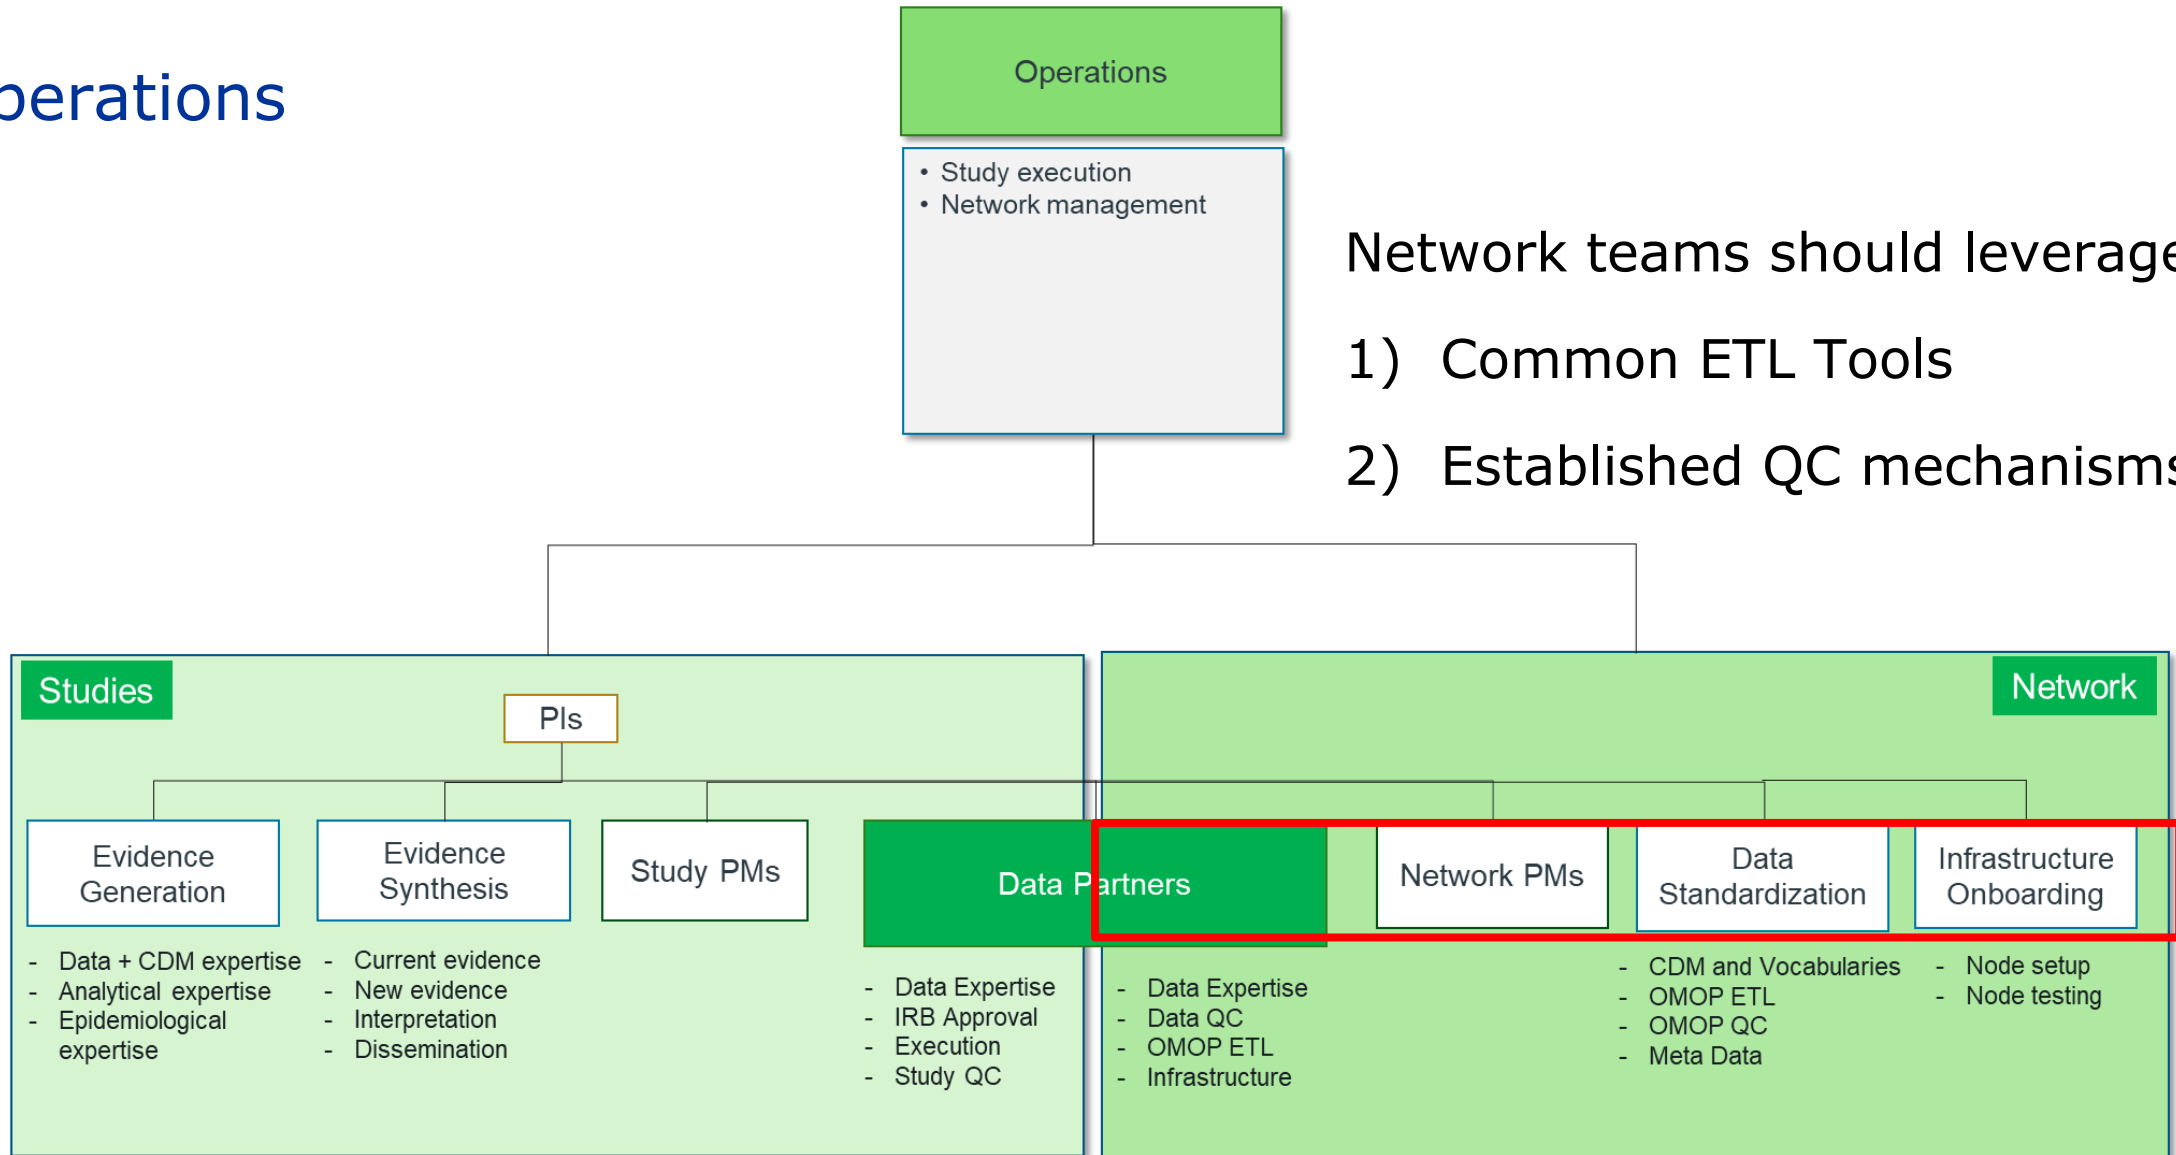 perations
Operations
• Study execution
• Network management
Network teams should leverage
1) Common ETL Tools
2) Established QC mechanisms
Studies
Network
PIs
Evidence
Generation
Evidence
Synthesis
Study PMs
Data Partners
Network PMs
Data
Standardization
Infrastructure
Onboarding
- Data + CDM expertise
- Analytical expertise
- Epidemiological
expertise
- Current evidence
- New evidence
- Interpretation
- Dissemination
- Data Expertise
- IRB Approval
- Execution
- Study QC
- Data Expertise
- Data QC
- OMOP ETL
- Infrastructure
- CDM and Vocabularies
- OMOP ETL
- OMOP QC
- Meta Data
- Node setup
- Node testing